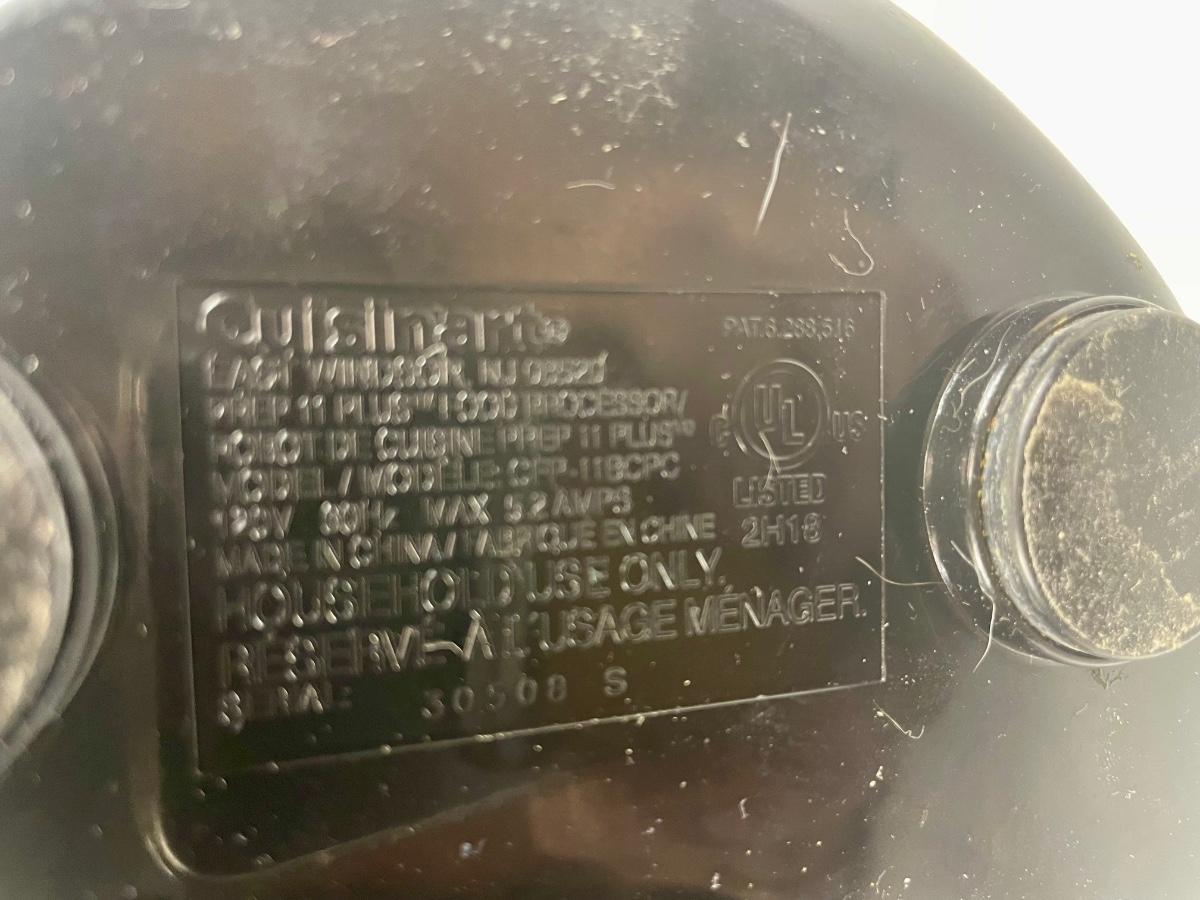 Cuisinart®
EAST WINDSOR, NJ 08520
PREP 11 PLUS™ FOOD PROCESSOR/
ROBOT DE CUISINE PREP 11 PLUS™
MODEL / MODÈLE:
120V 60Hz MAX 5.2 AMPS
MADE IN CHINA / FABRIQUÉ EN CHINE
HOUSEHOLD USE ONLY.
RÉSERVÉ À L'USAGE MÉNAGER.
SERIAL: 30508 S
PAT.6,288,516
C UL US
LISTED
2H18